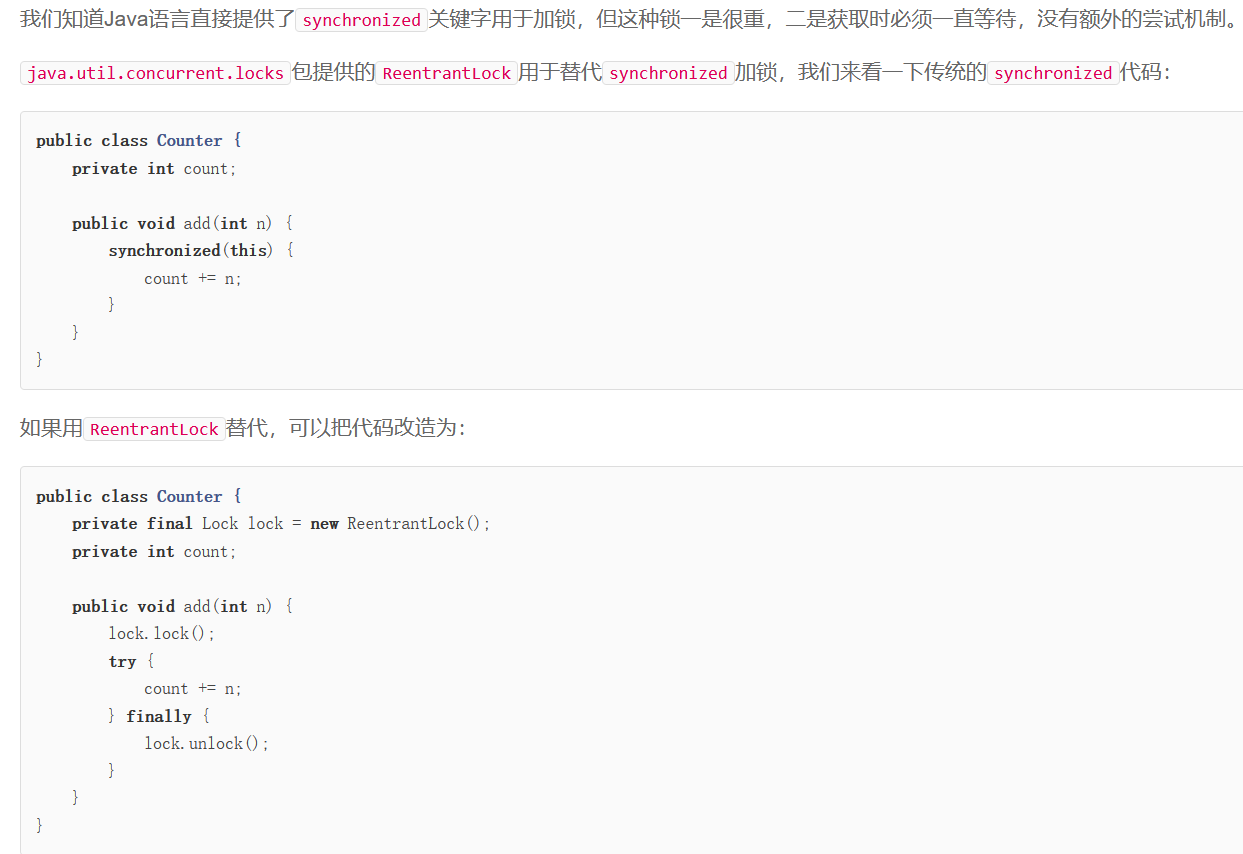 我们知道Java语言直接提供了synchronized关键字用于加锁，但这种锁一是很重，二是获取时必须一直等待，没有额外的尝试机制。
java.util.concurrent.locks包提供的ReentrantLock用于替代synchronized加锁，我们来看一下传统的synchronized代码：
public class Counter {
    private int count;

    public void add(int n) {
        synchronized(this) {
            count += n;
        }
    }
}
如果用ReentrantLock替代，可以把代码改造为：
public class Counter {
    private final Lock lock = new ReentrantLock();
    private int count;

    public void add(int n) {
        lock.lock();
        try {
            count += n;
        } finally {
            lock.unlock();
        }
    }
}